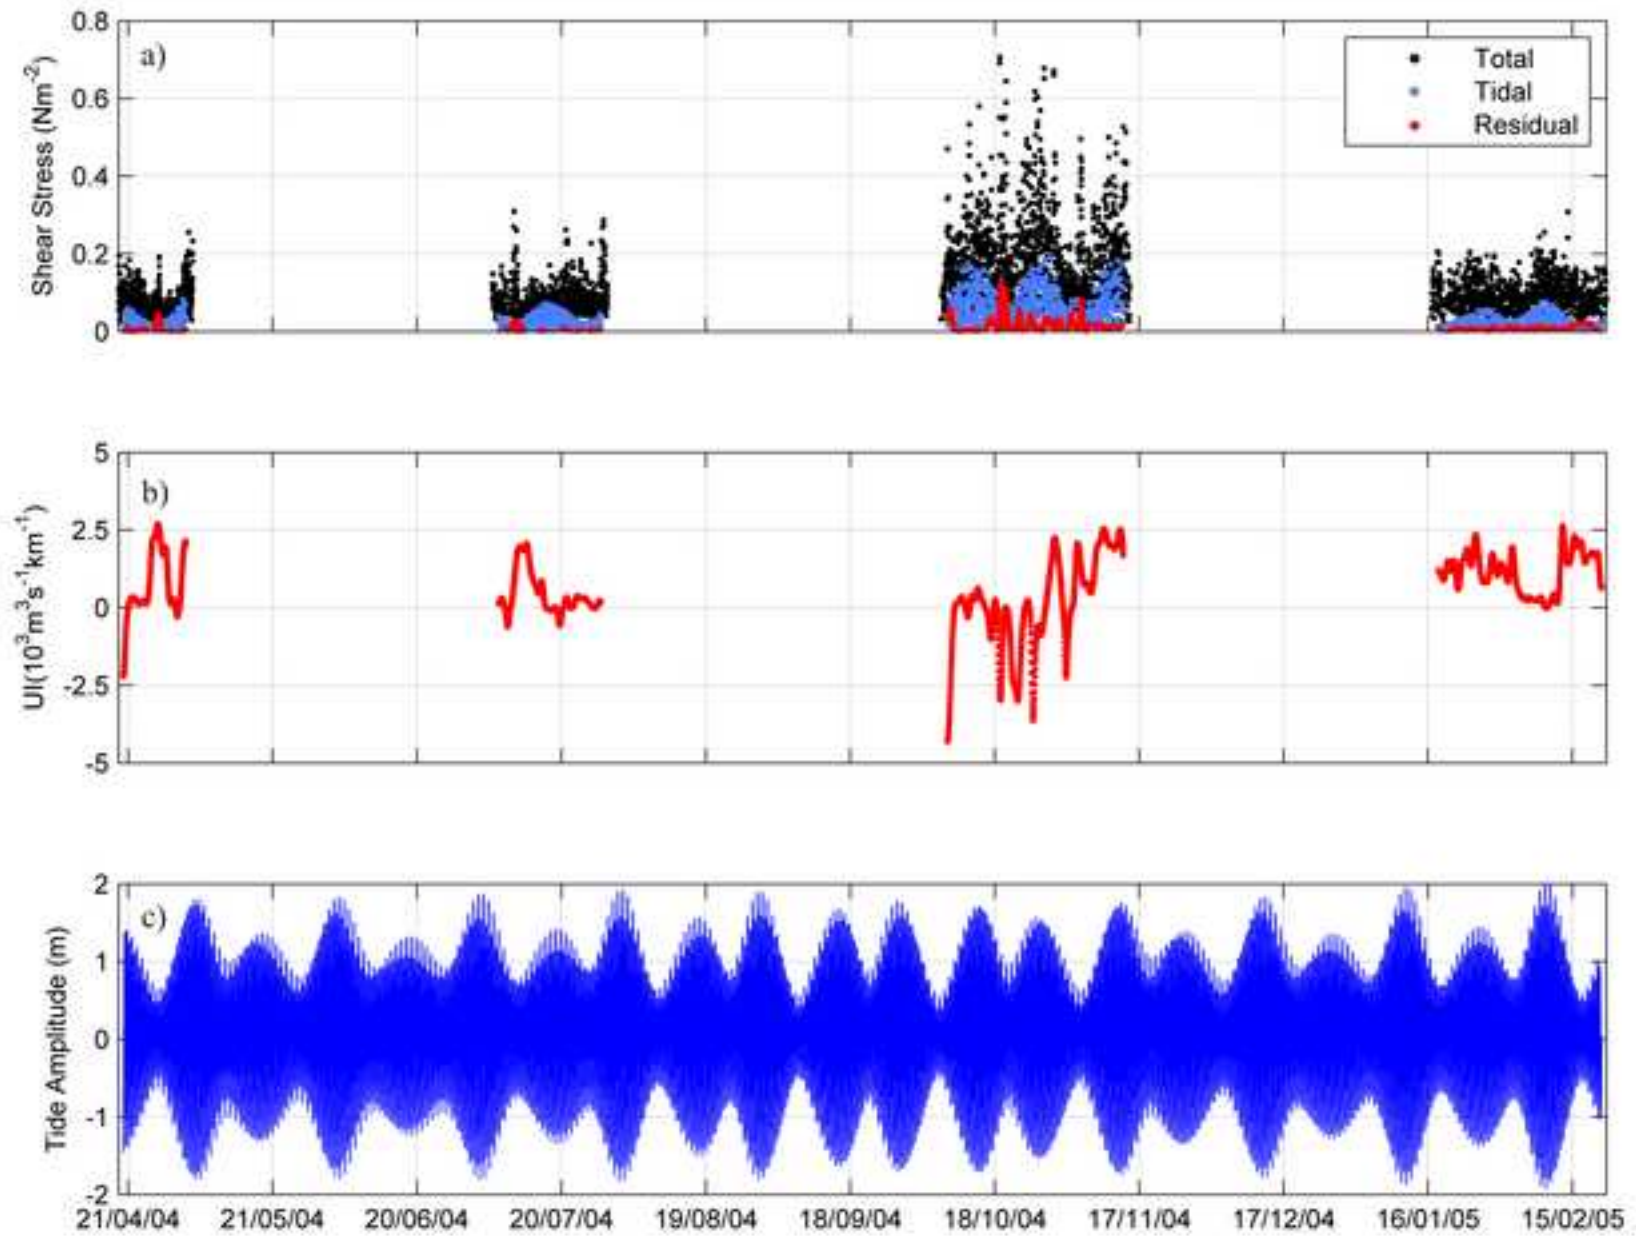 a)
Shear Stress (Nm⁻²)
0.8
0.6
0.4
0.2
0
Total
Tidal
Residual
b)
UI(10³m³s⁻¹km⁻¹)
5
2.5
0
-2.5
-5
c)
Tide Amplitude (m)
2
1
0
-1
-2
21/04/04 21/05/04 20/06/04 20/07/04 19/08/04 18/09/04 18/10/04 17/11/04 17/12/04 16/01/05 15/02/05